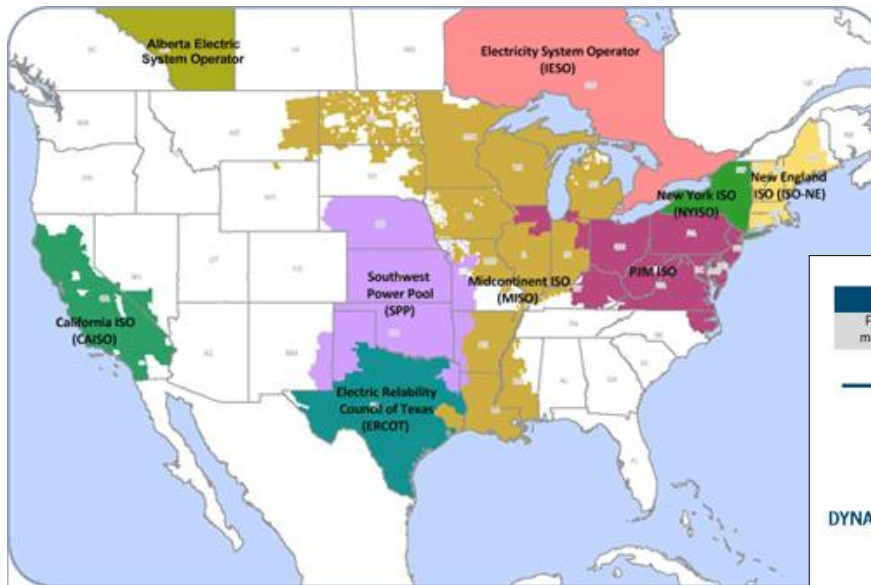 Alberta Electric
System Operator
Electricity System Operator
(IESO)
New England
ISO (ISO-NE)
New York ISO
(NYISO)
PJM ISO
Midcontinent ISO
(MISO)
Southwest
Power Pool
(SPP)
California ISO
(CAISO)
Electric Relability
Council of Texas
(ERCOT)
DYNA